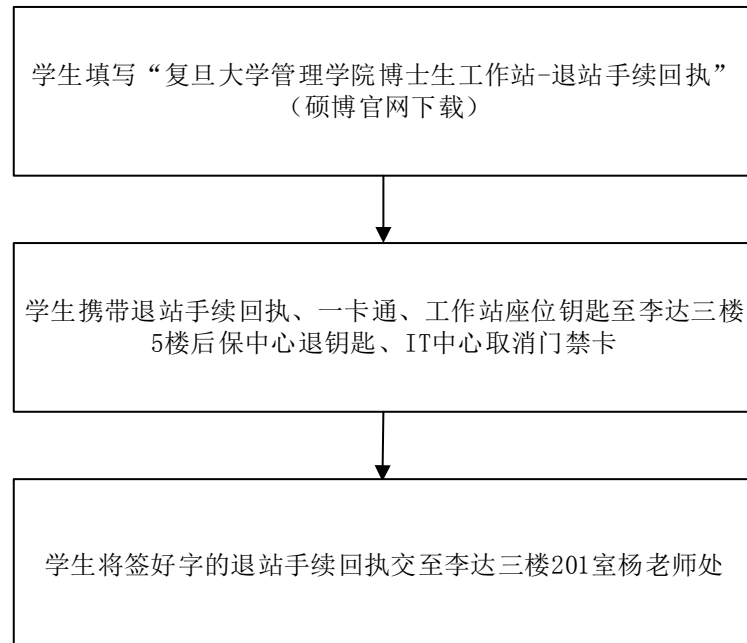 学生填写“复旦大学管理学院博士生工作站-退站手续回执”
（硕博官网下载）
学生携带退站手续回执、一卡通、工作站座位钥匙至李达三楼
5楼后保中心退钥匙、IT中心取消门禁卡
学生将签好字的退站手续回执交至李达三楼201室杨老师处